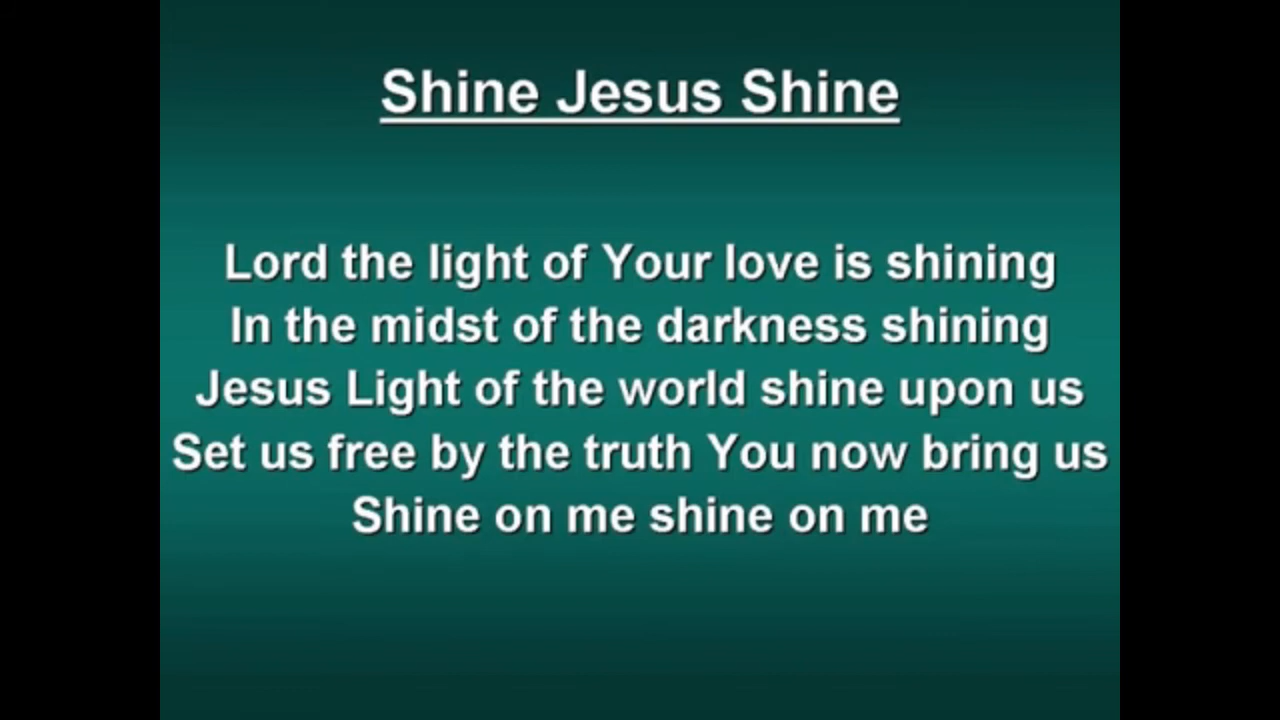 Shine Jesus Shine
Lord the light of Your love is shining
In the midst of the darkness shining
Jesus Light of the world shine upon us
Set us free by the truth You now bring us
Shine on me shine on me